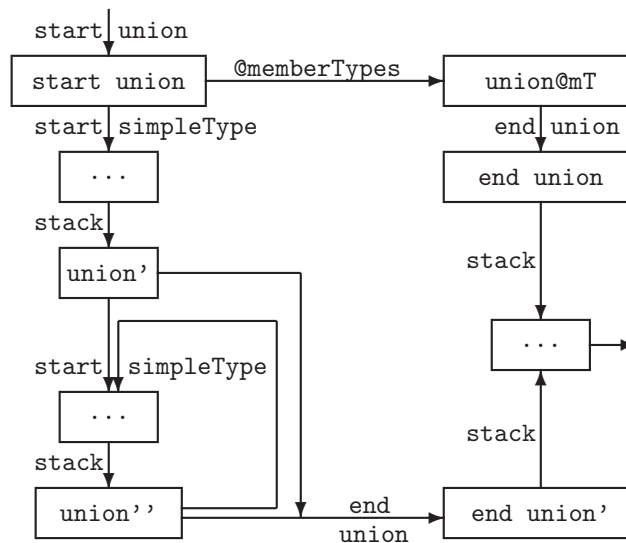 start union
start union @memberTypes union@mT
start simpleType end union
... end union
stack
union' stack
...
start simpleType
...
stack stack
union'' end union end union'